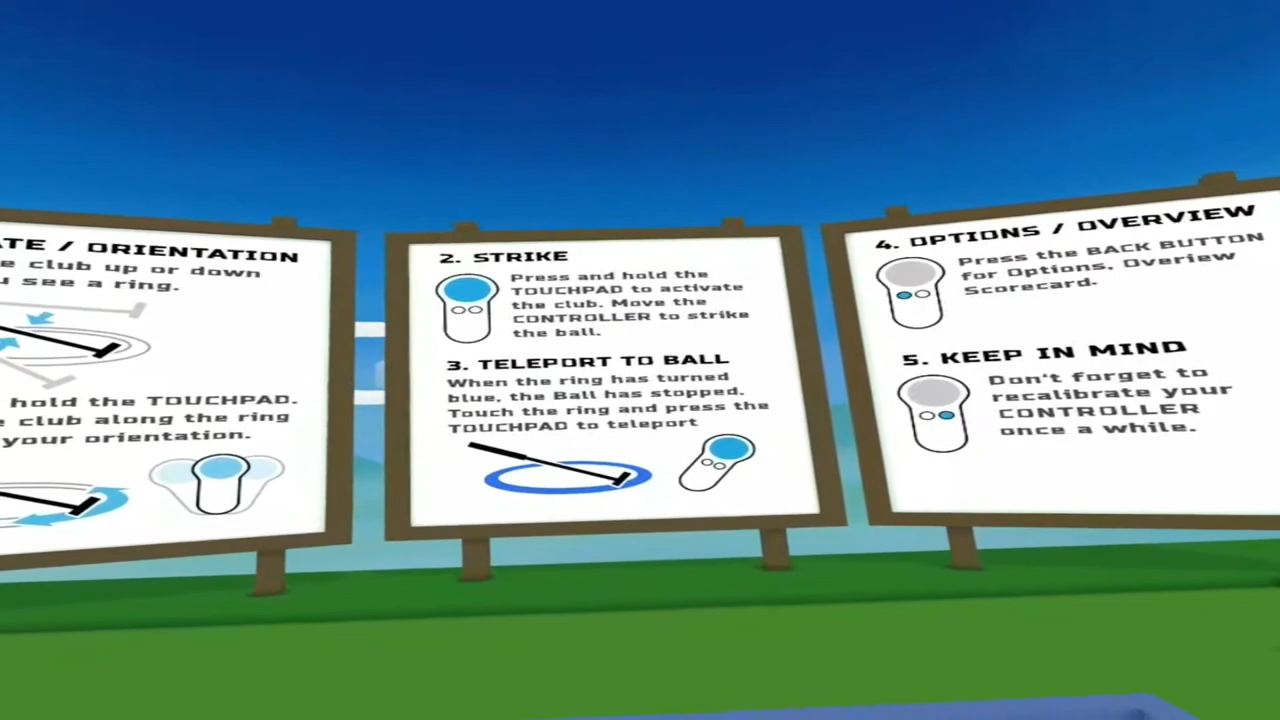 ATE / ORIENTATION
e club up or down
u see a ring.
hold the TOUCHPAD.
e club along the ring
your orientation.
2. STRIKE
Press and hold the
TOUCHPAD to activate
the club. Move the
CONTROLLER to strike
the ball.
3. TELEPORT TO BALL
When the ring has turned
blue, the Ball has stopped.
Touch the ring and press the
TOUCHPAD to teleport
4. OPTIONS / OVERVIEW
Press the BACK BUTTON
for Options, Overiew
Scorecard.
5. KEEP IN MIND
Don't forget to
recalibrate your
CONTROLLER
once a while.